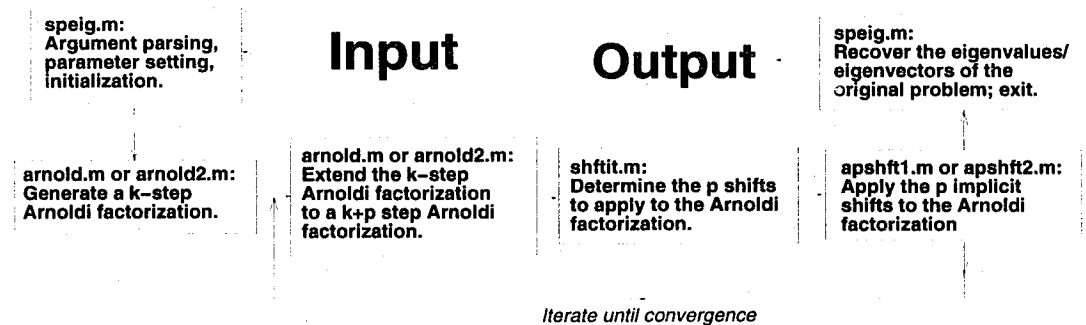 speig.m:
Argument parsing,
parameter setting,
initialization.
Input
Output
speig.m:
Recover the eigenvalues/
eigenvectors of the
original problem; exit.
arnold.m or arnold2.m:
Generate a k-step
Arnoldi factorization.
arnold.m or arnold2.m:
Extend the k-step
Arnoldi factorization
to a k+p step Arnoldi
factorization.
shftit.m:
Determine the p shifts
to apply to the Arnoldi
factorization.
apshft1.m or apshft2.m:
Apply the p implicit
shifts to the Arnoldi
factorization
Iterate until convergence